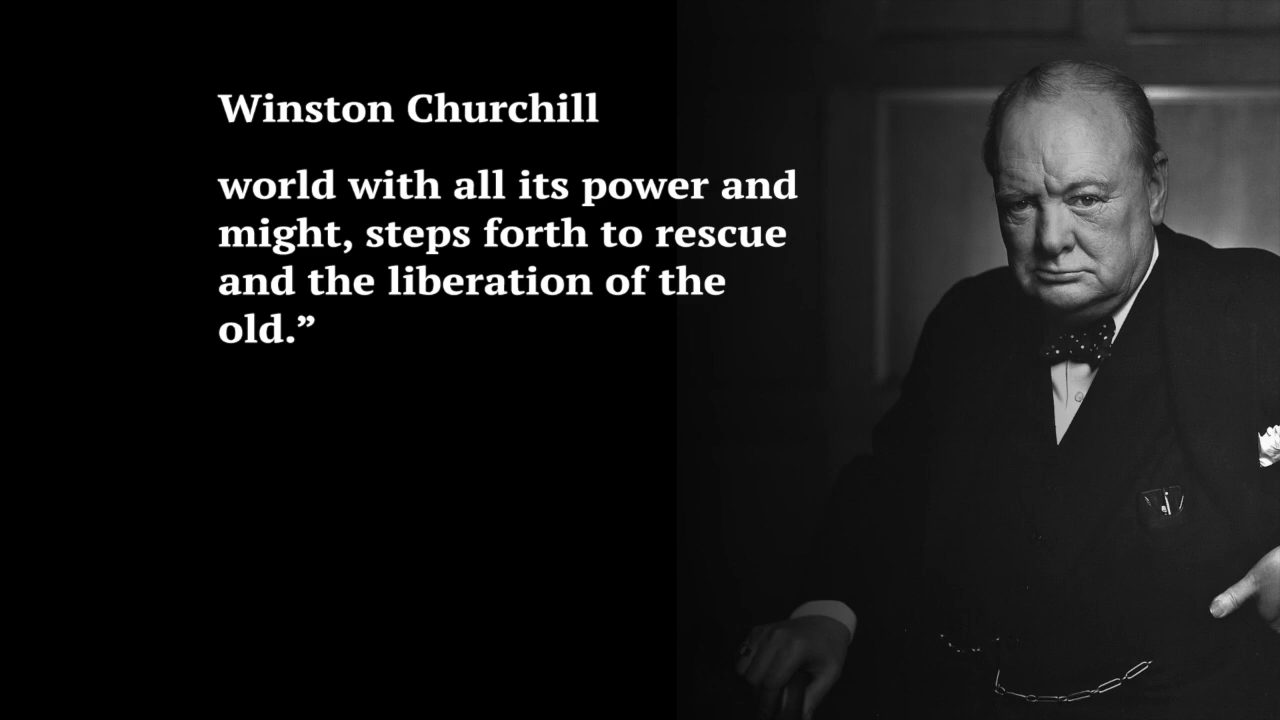 Winston Churchill
world with all its power and
might, steps forth to rescue
and the liberation of the
old.”